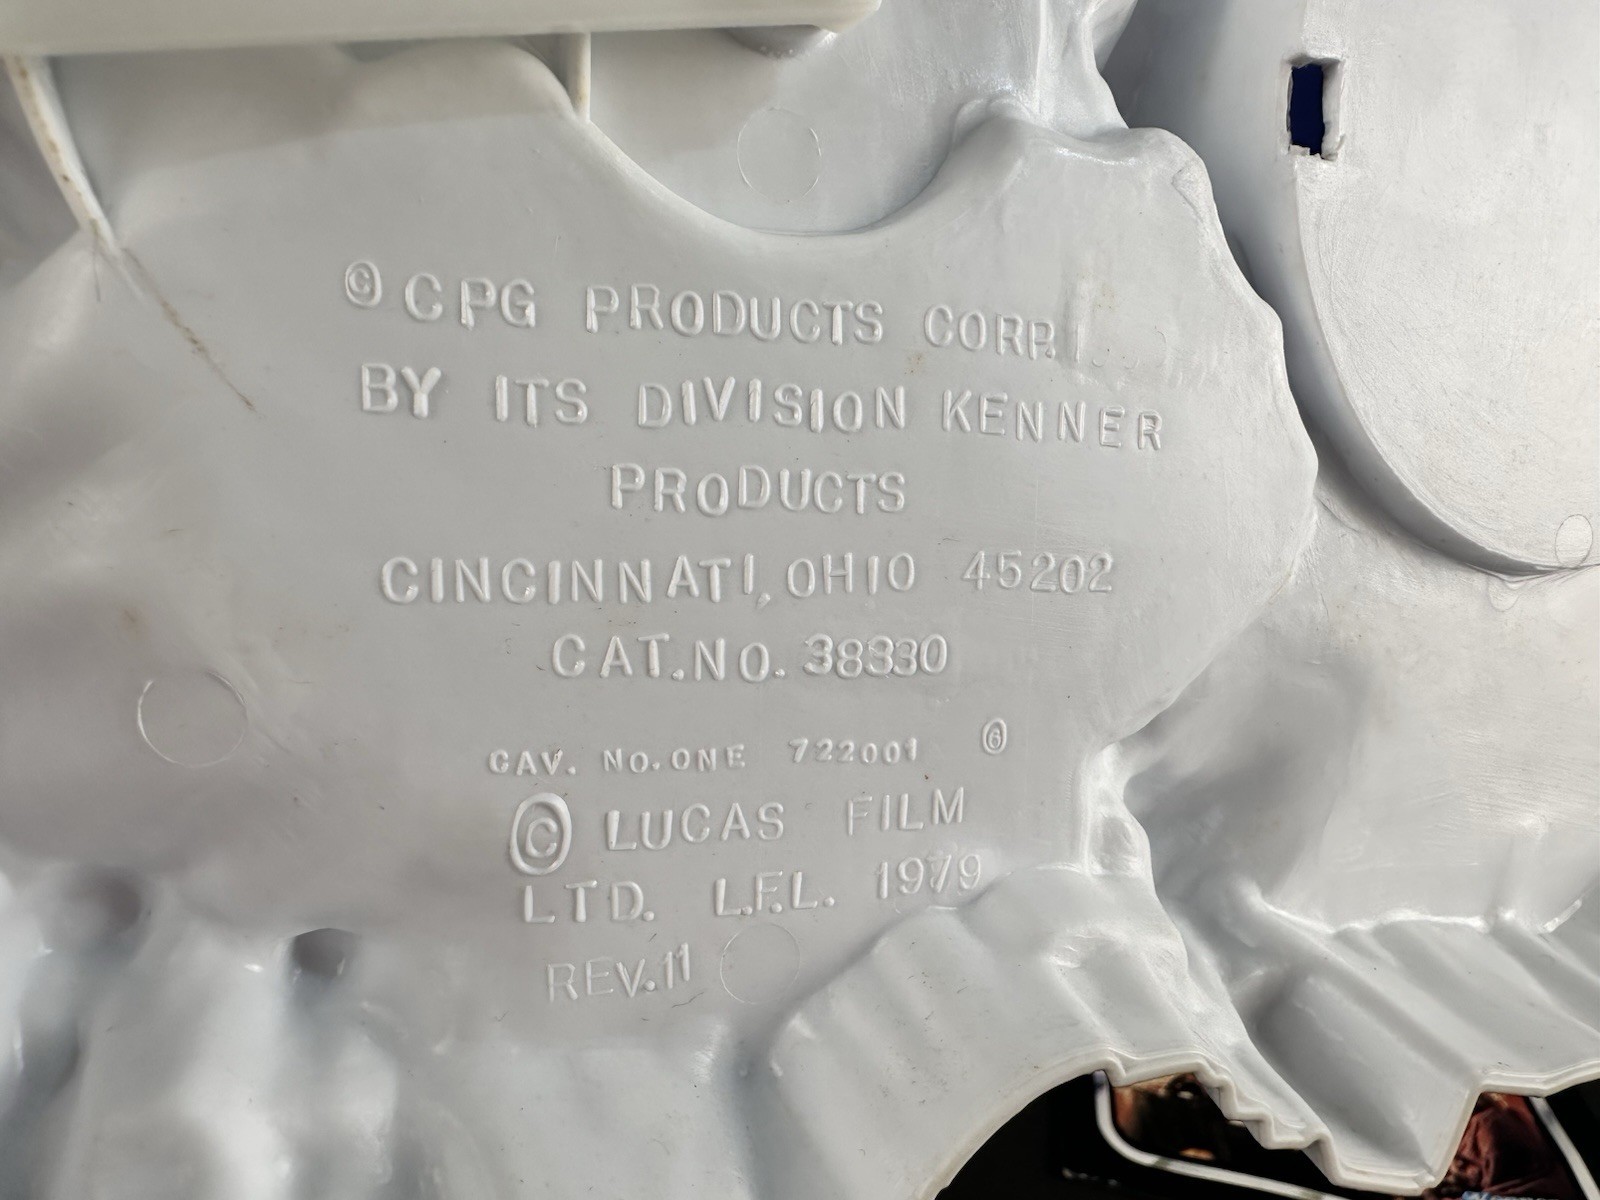 © CPG PRODUCTS CORP.
BY ITS DIVISION KENNER
PRODUCTS
CINCINNATI, OHIO 45202
CAT. NO. 38330
CAV. NO. ONE 722001 6
© LUCAS FILM
LTD. L.F.L. 1979
REV. 11